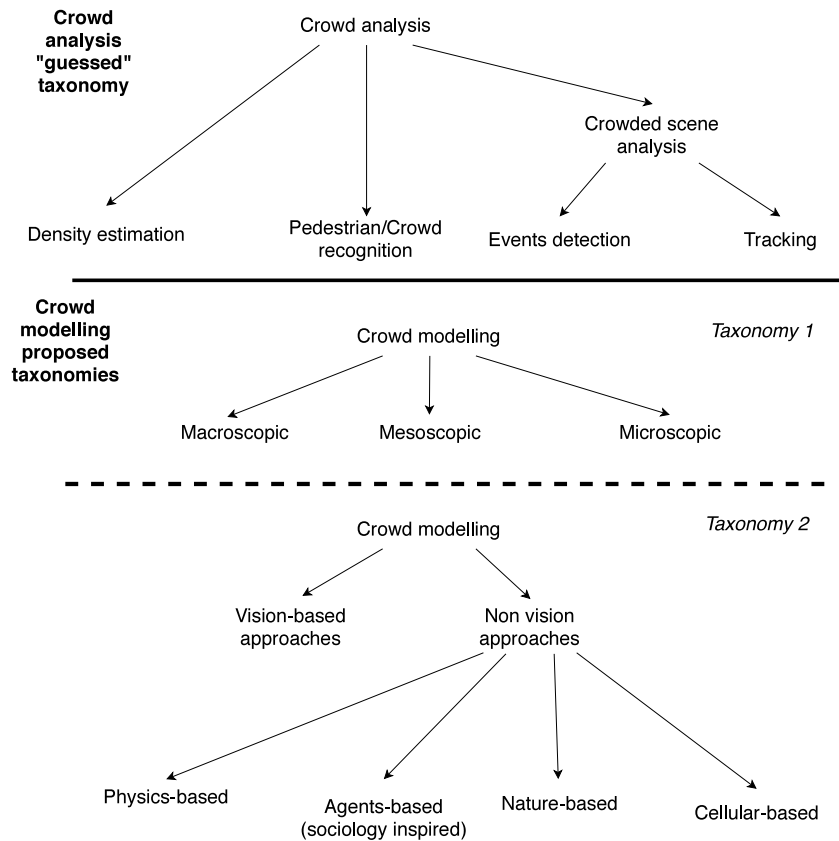 Crowd
analysis
"guessed"
taxonomy
Crowd analysis
Crowded scene
analysis
Density estimation
Pedestrian/Crowd
recognition
Events detection
Tracking
Crowd
modelling
proposed
taxonomies
Crowd modelling
Taxonomy 1
Macroscopic
Mesoscopic
Microscopic
Crowd modelling
Taxonomy 2
Vision-based
approaches
Non vision
approaches
Physics-based
Agents-based
(sociology inspired)
Nature-based
Cellular-based